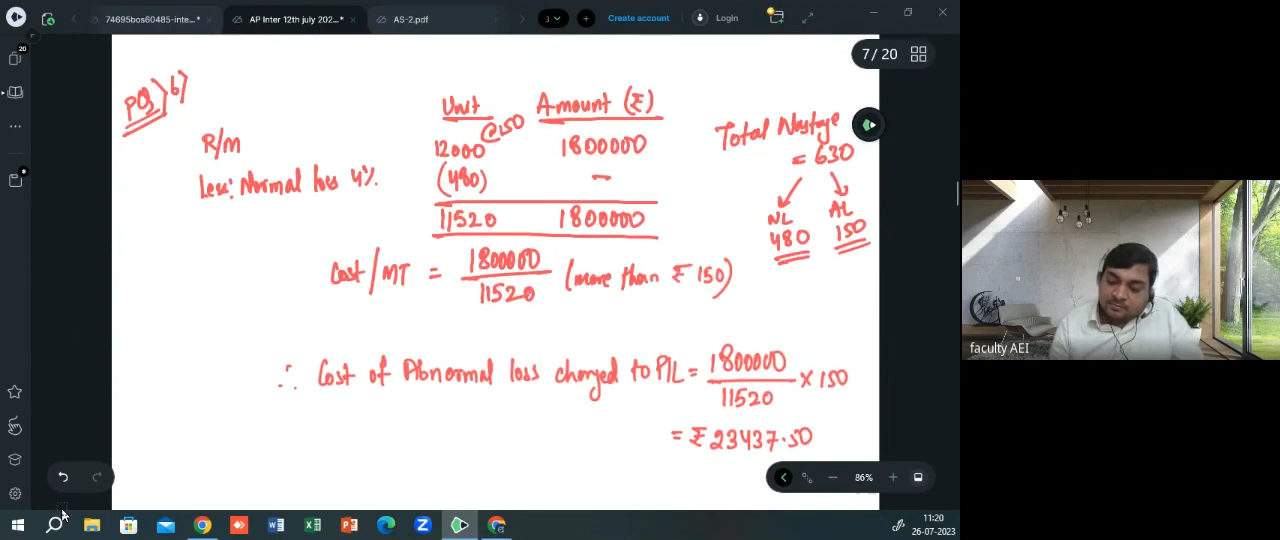 74695bos60485-inte...*
AP Inter 12th july 202...*
AS-2.pdf
3
Create account
Login
20
7 / 20
PQ2 b)
Unit Amount (₹)
R/M 12000 @150 1800000
Less: Normal loss 4% (480) -
11520 1800000
Total Wastage
= 630
NL AL
480 150
Cost/MT = 1800000/11520 (more than ₹ 150)
∴ Cost of Abnormal loss charged to P/L = 1800000/11520 × 150
= ₹ 23437.50
faculty AEI
86%
11:20
26-07-2023